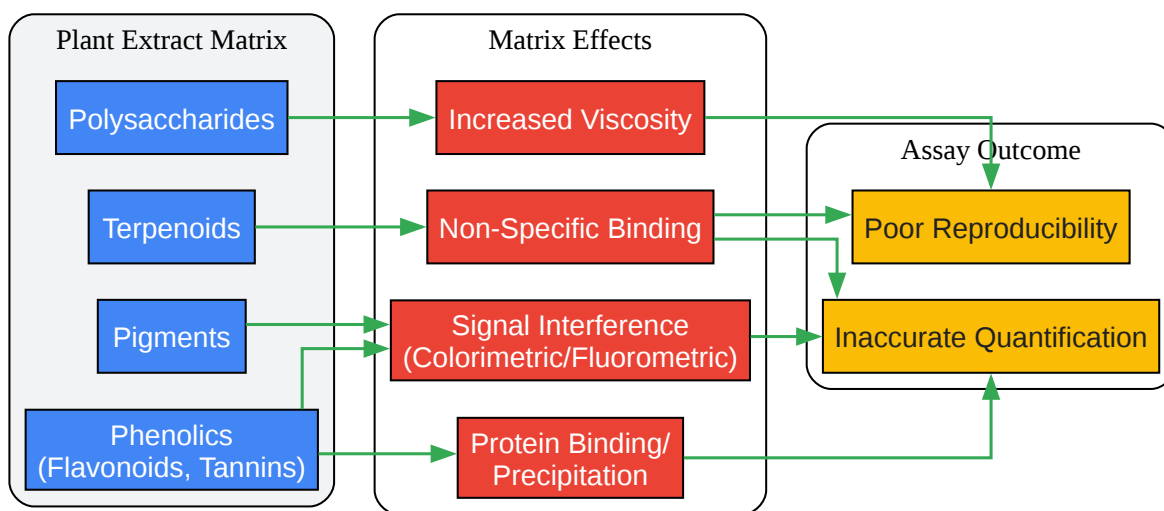 Plant Extract Matrix
Polysaccharides
Terpenoids
Pigments
Phenolics
(Flavonoids, Tannins)
Matrix Effects
Increased Viscosity
Non-Specific Binding
Signal Interference
(Colorimetric/Fluorometric)
Protein Binding/
Precipitation
Assay Outcome
Poor Reproducibility
Inaccurate Quantification